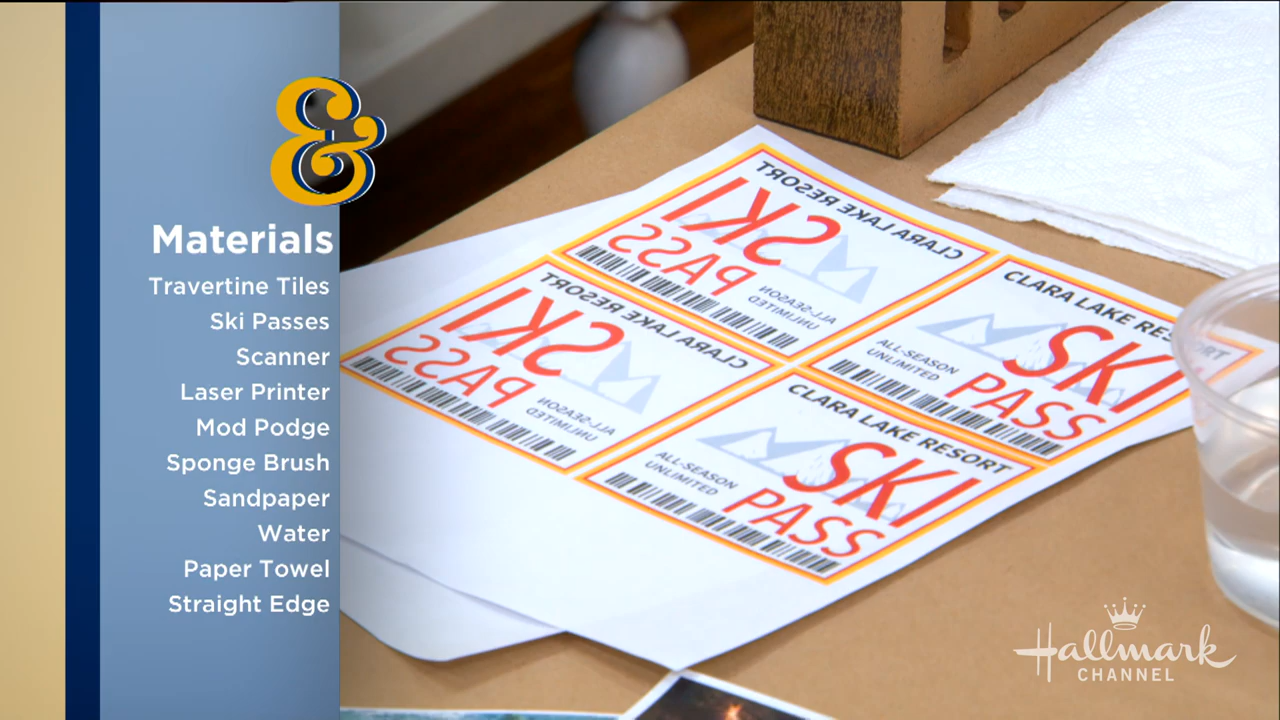 &
Materials
Travertine Tiles
Ski Passes
Scanner
Laser Printer
Mod Podge
Sponge Brush
Sandpaper
Water
Paper Towel
Straight Edge
CLARA LAKE RESORT
SKI
PASS
ALL-SEASON
UNLIMITED
CLARA LAKE RESORT
SKI
PASS
ALL-SEASON
UNLIMITED
CLARA LAKE RESORT
SKI
PASS
ALL-SEASON
UNLIMITED
CLARA LAKE RESORT
SKI
PASS
ALL-SEASON
UNLIMITED
Hallmark
CHANNEL